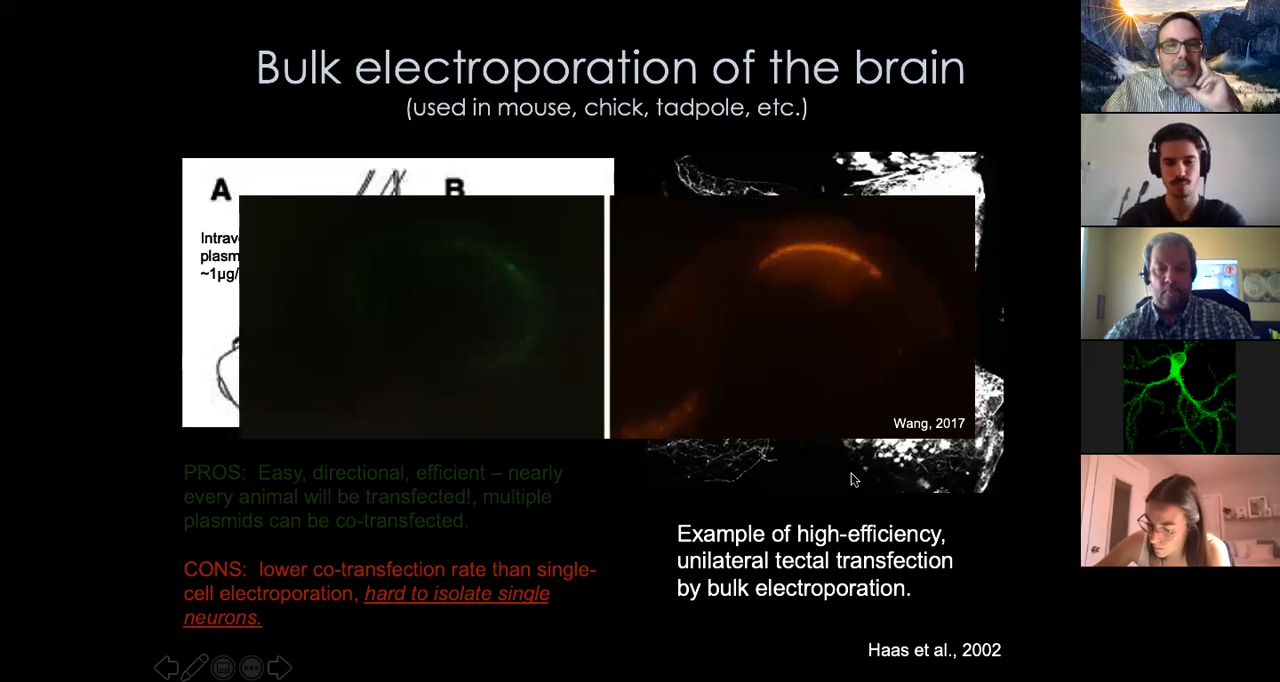 Bulk electroporation of the brain
(used in mouse, chick, tadpole, etc.)
A
B
~1µg/
Wang, 2017
PROS: Easy, directional, efficient – nearly
every animal will be transfected!, multiple
plasmids can be co-transfected.
CONS: lower co-transfection rate than single-
cell electroporation, hard to isolate single
neurons.
Example of high-efficiency,
unilateral tectal transfection
by bulk electroporation.
Haas et al., 2002